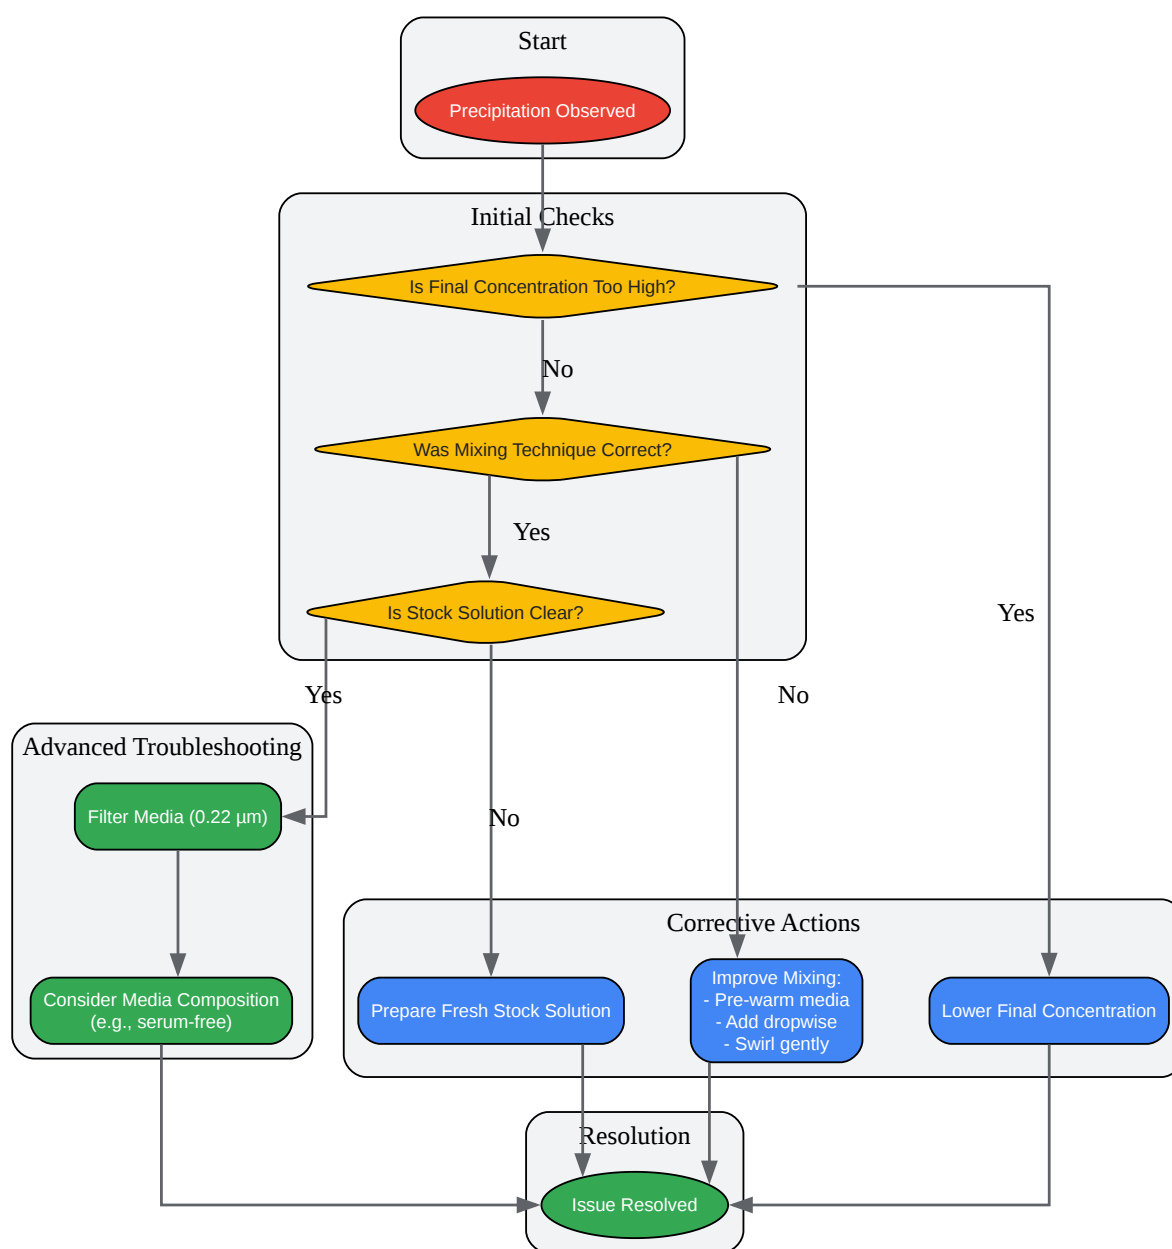 Start
Precipitation Observed
Initial Checks
Is Final Concentration Too High?
No
Was Mixing Technique Correct?
Yes
Is Stock Solution Clear?
Yes
Yes
No
Advanced Troubleshooting
Filter Media (0.22 µm)
No
Corrective Actions
Consider Media Composition
(e.g., serum-free)
Prepare Fresh Stock Solution
Improve Mixing:
- Pre-warm media
- Add dropwise
- Swirl gently
Lower Final Concentration
Resolution
Issue Resolved